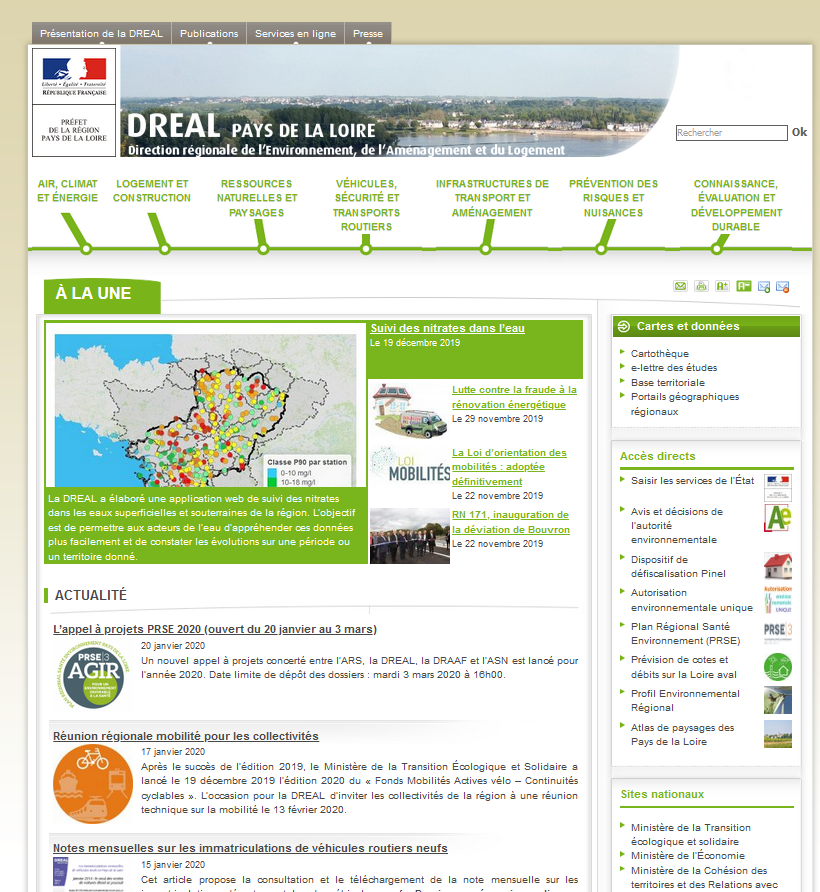 Présentation de la DREAL
Publications
Services en ligne
Presse
Liberté • Égalité • Fraternité
RÉPUBLIQUE FRANÇAISE
PRÉFET
DE LA RÉGION
PAYS DE LA LOIRE
DREAL PAYS DE LA LOIRE
Direction régionale de l'Environnement, de l'Aménagement et du Logement
Rechercher
Ok
AIR, CLIMAT
ET ÉNERGIE
LOGEMENT ET
CONSTRUCTION
RESSOURCES
NATURELLES ET
PAYSAGES
VÉHICULES,
SÉCURITÉ ET
TRANSPORTS
ROUTIERS
INFRASTRUCTURES DE
TRANSPORT ET
AMÉNAGEMENT
PRÉVENTION DES
RISQUES ET
NUISANCES
CONNAISSANCE,
ÉVALUATION ET
DÉVELOPPEMENT
DURABLE
À LA UNE
Classe P90 par station
0-10 mg/l
10-18 mg/l
La DREAL a élaboré une application web de suivi des nitrates
dans les eaux superficielles et souterraines de la région. L'objectif
est de permettre aux acteurs de l'eau d'appréhender ces données
plus facilement et de constater les évolutions sur une période ou
un territoire donné.
Suivi des nitrates dans l'eau
Le 19 décembre 2019
Lutte contre la fraude à la
rénovation énergétique
Le 29 novembre 2019
LOI
MOBILITÉS
La Loi d'orientation des
mobilités : adoptée
définitivement
Le 22 novembre 2019
RN 171, inauguration de
la déviation de Bouvron
Le 22 novembre 2019
ACTUALITÉ
L'appel à projets PRSE 2020 (ouvert du 20 janvier au 3 mars)
PRSE 3
AGIR
20 janvier 2020
Un nouvel appel à projets concerté entre l'ARS, la DREAL, la DRAAF et l'ASN est lancé pour
l'année 2020. Date limite de dépôt des dossiers : mardi 3 mars 2020 à 16h00.
Réunion régionale mobilité pour les collectivités
17 janvier 2020
Après le succès de l'édition 2019, le Ministère de la Transition Écologique et Solidaire a
lancé le 19 décembre 2019 l'édition 2020 du « Fonds Mobilités Actives vélo – Continuités
cyclables ». L'occasion pour la DREAL d'inviter les collectivités de la région à une réunion
technique sur la mobilité le 13 février 2020.
Notes mensuelles sur les immatriculations de véhicules routiers neufs
15 janvier 2020
Cet article propose la consultation et le téléchargement de la note mensuelle sur les
Cartes et données
Cartothèque
e-lettre des études
Base territoriale
Portails géographiques
régionaux
Accès directs
Saisir les services de l'État
Avis et décisions de
l'autorité
environnementale
Ae
Dispositif de
défiscalisation Pinel
Autorisation
environnementale unique
Plan Régional Santé
Environnement (PRSE)
PRSE 3
Prévision de cotes et
débits sur la Loire aval
Profil Environnemental
Régional
Atlas de paysages des
Pays de la Loire
Sites nationaux
Ministère de la Transition
écologique et solidaire
Ministère de l'Économie
Ministère de la Cohésion des
territoires et des Relations avec